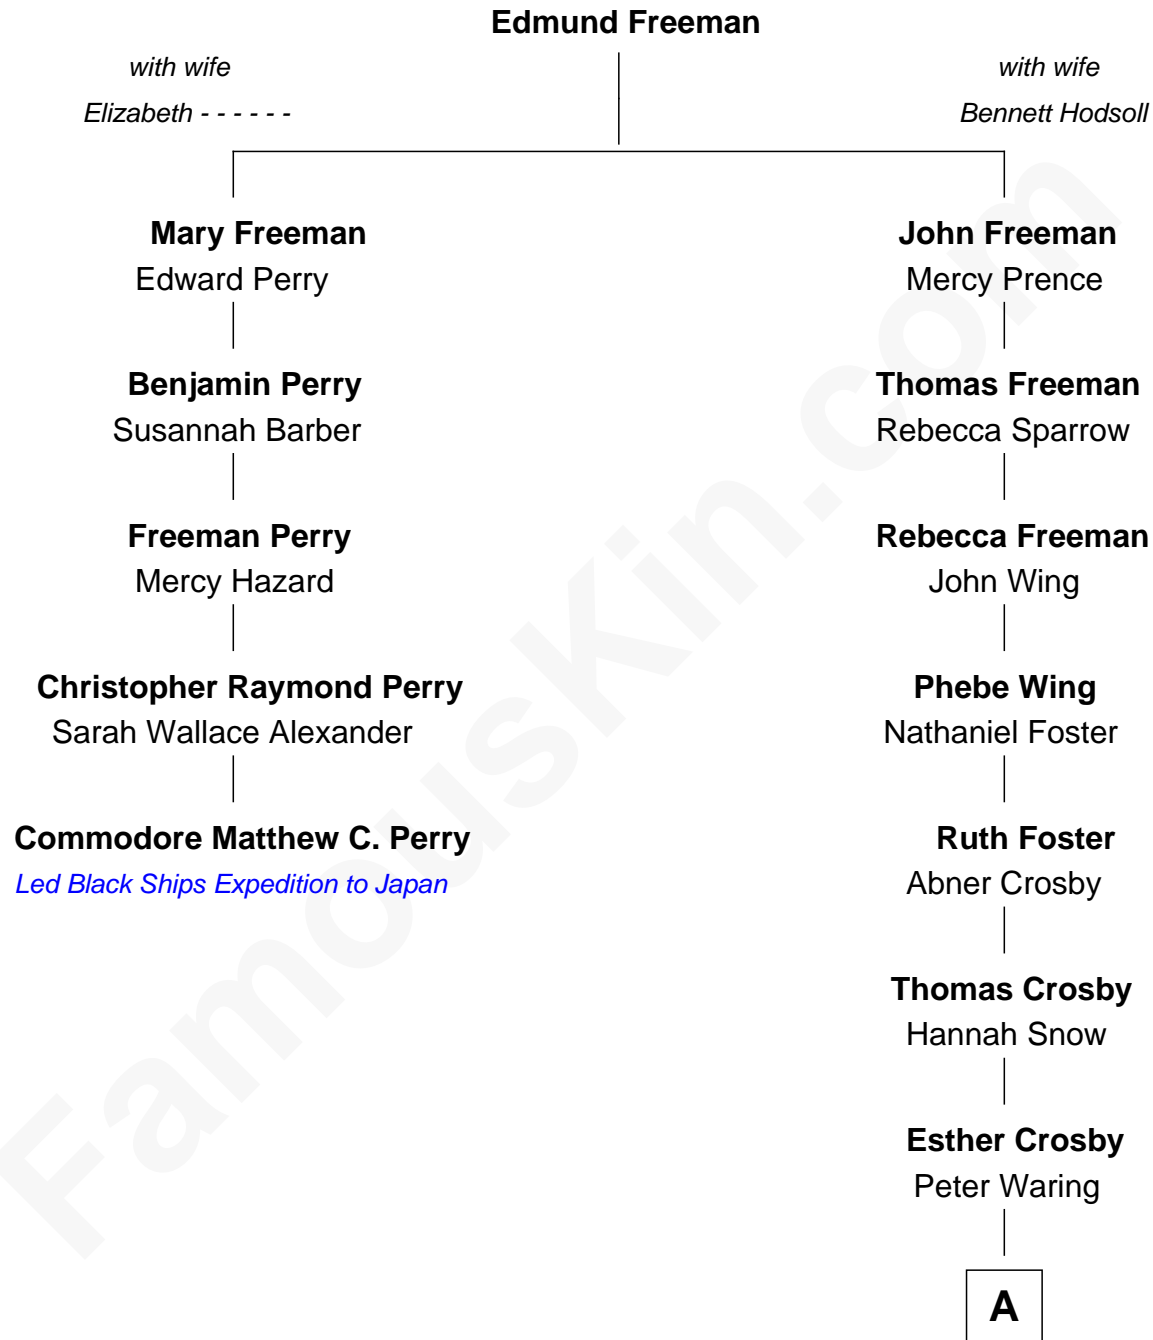 Edmund Freeman
with wife
Elizabeth - - - - - -
with wife
Bennett Hodsoll
Mary Freeman
Edward Perry
John Freeman
Mercy Prence
Benjamin Perry
Susannah Barber
Thomas Freeman
Rebecca Sparrow
Freeman Perry
Mercy Hazard
Rebecca Freeman
John Wing
Christopher Raymond Perry
Sarah Wallace Alexander
Phebe Wing
Nathaniel Foster
Commodore Matthew C. Perry
Led Black Ships Expedition to Japan
Ruth Foster
Abner Crosby
Thomas Crosby
Hannah Snow
Esther Crosby
Peter Waring
A
FamousKin.com